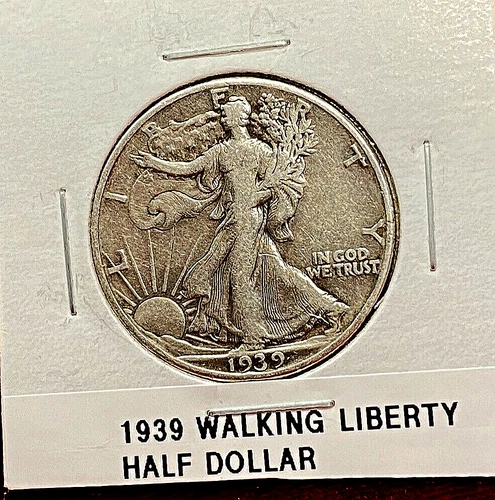 LIBERTY
IN GOD
WE TRUST
1939
1939 WALKING LIBERTY
HALF DOLLAR